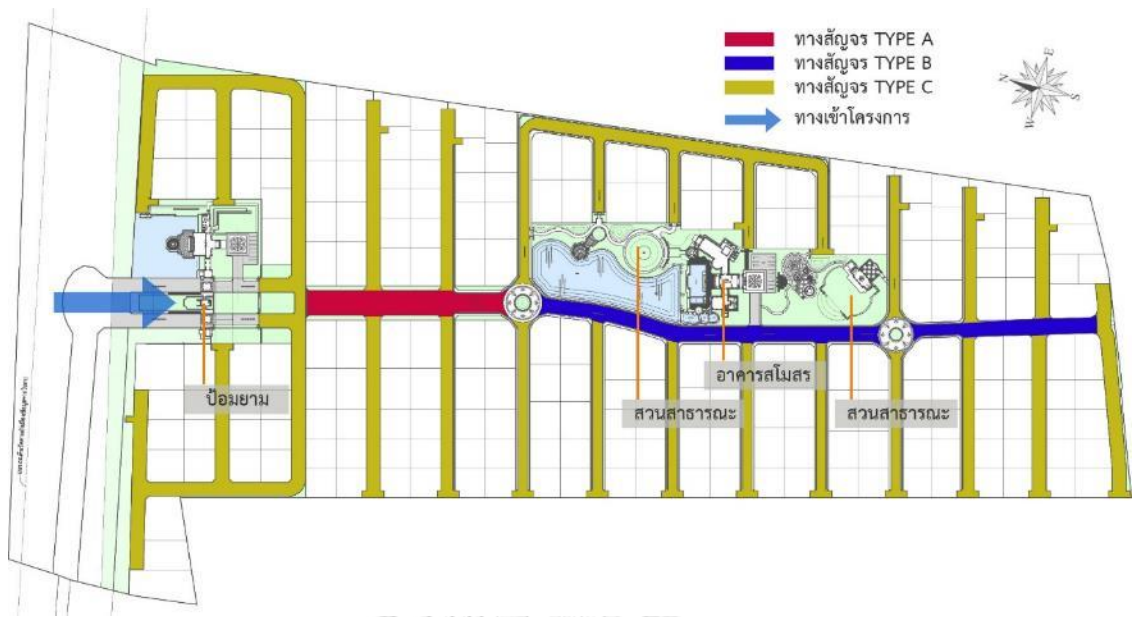 ทางสัญจร TYPE A
ทางสัญจร TYPE B
ทางสัญจร TYPE C
ทางเข้าโครงการ
N
E
S
W
ป้อมยาม
อาคารสโมสร
สวนสาธารณะ
สวนสาธารณะ